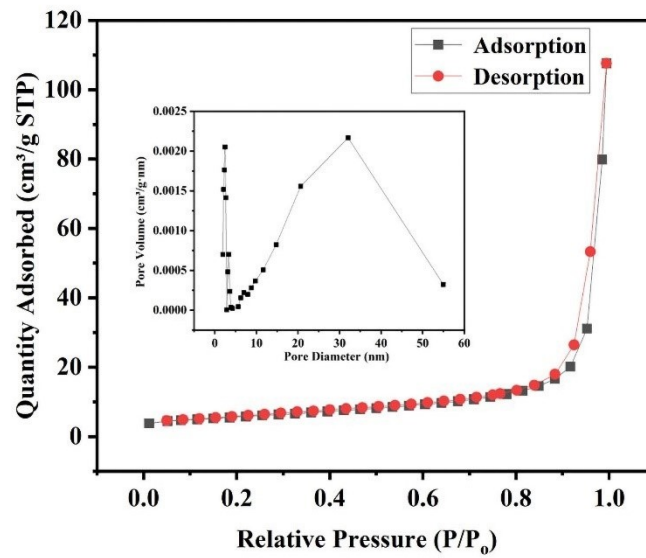 Adsorption
Desorption
Quantity Adsorbed (cm³/g STP)
120
100
80
60
40
20
0
Pore Volume (cm³/g·nm)
0.0025
0.0020
0.0015
0.0010
0.0005
0.0000
0 10 20 30 40 50 60
Pore Diameter (nm)
0.0 0.2 0.4 0.6 0.8 1.0
Relative Pressure (P/Pₒ)